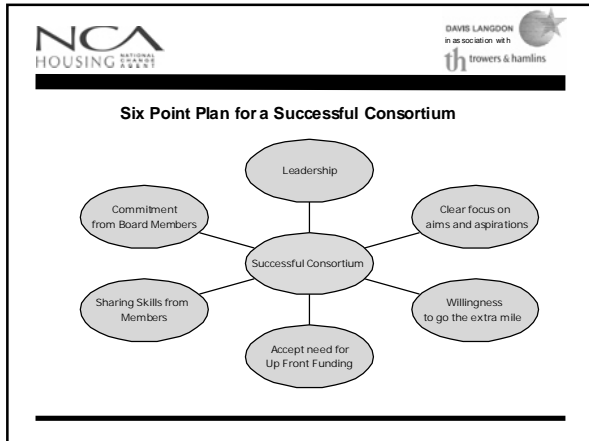 NCA
HOUSING NATIONAL CHANGE AGENT
DAVIS LANGDON
in association with
th trowers & hamlins
Six Point Plan for a Successful Consortium
Leadership
Commitment
from Board Members
Clear focus on
aims and aspirations
Successful Consortium
Sharing Skills from
Members
Willingness
to go the extra mile
Accept need for
Up Front Funding